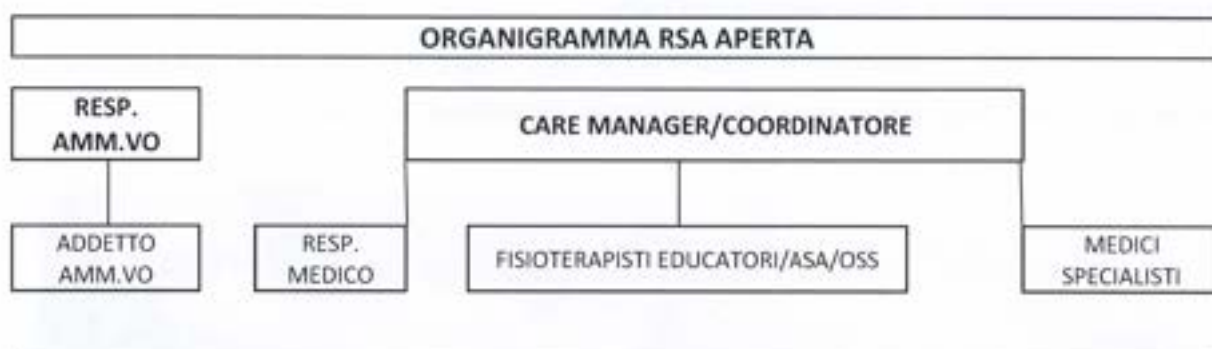 ORGANIGRAMMA RSA APERTA
RESP.
AMM.VO
CARE MANAGER/COORDINATORE
ADDETTO
AMM.VO
RESP.
MEDICO
FISIOTERAPISTI EDUCATORI/ASA/OSS
MEDICI
SPECIALISTI